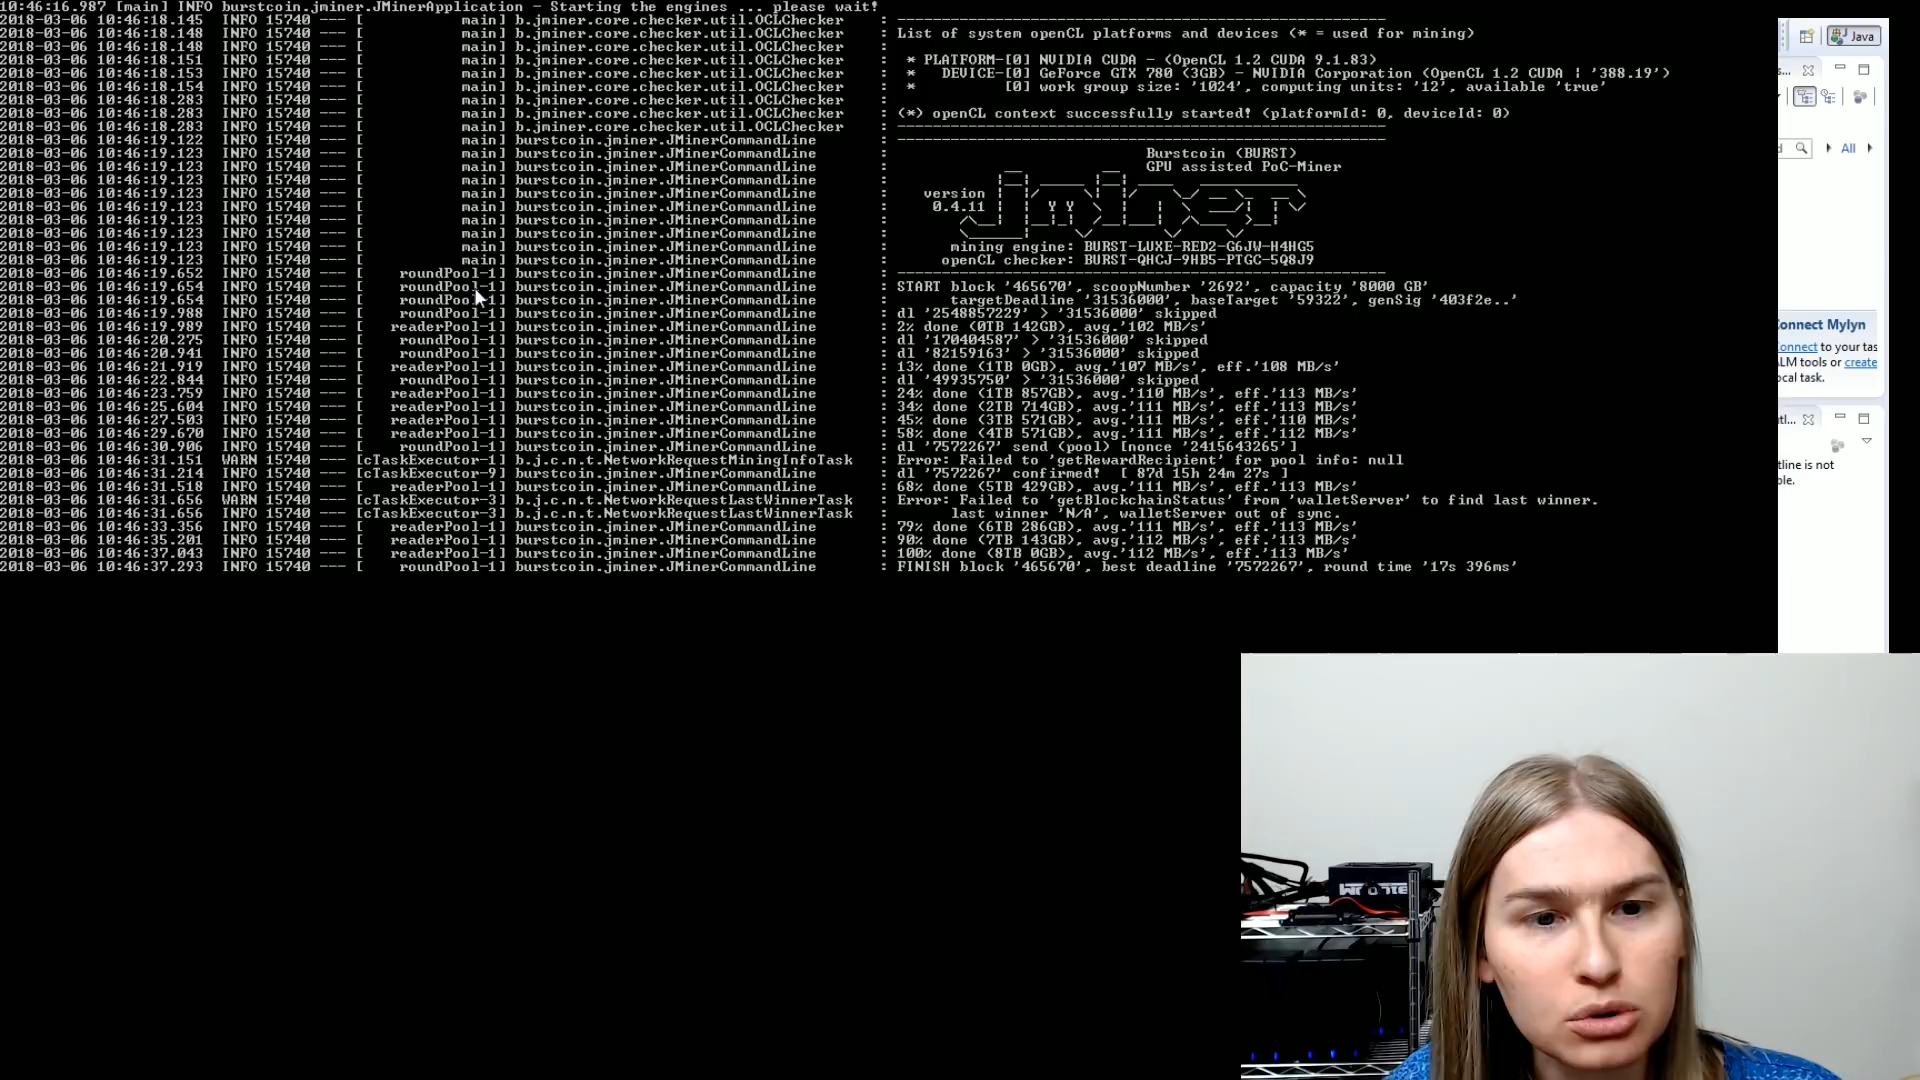 10:46:16.987 [main] INFO burstcoin.jminer.JMinerApplication - Starting the engines ... please wait!
2018-03-06 10:46:18.145  INFO 15740 --- [           main] b.jminer.core.checker.util.OCLChecker    : -------------------------------------------------------
2018-03-06 10:46:18.148  INFO 15740 --- [           main] b.jminer.core.checker.util.OCLChecker    : List of system openCL platforms and devices (* = used for mining)
2018-03-06 10:46:18.148  INFO 15740 --- [           main] b.jminer.core.checker.util.OCLChecker
2018-03-06 10:46:18.151  INFO 15740 --- [           main] b.jminer.core.checker.util.OCLChecker    :  * PLATFORM-[0] NVIDIA CUDA - (OpenCL 1.2 CUDA 9.1.83)
2018-03-06 10:46:18.153  INFO 15740 --- [           main] b.jminer.core.checker.util.OCLChecker    :  *   DEVICE-[0] GeForce GTX 780 (3GB) - NVIDIA Corporation (OpenCL 1.2 CUDA ¦ '388.19')
2018-03-06 10:46:18.154  INFO 15740 --- [           main] b.jminer.core.checker.util.OCLChecker    :  *          [0] work group size: '1024', computing units: '12', available 'true'
2018-03-06 10:46:18.283  INFO 15740 --- [           main] b.jminer.core.checker.util.OCLChecker    :
2018-03-06 10:46:18.283  INFO 15740 --- [           main] b.jminer.core.checker.util.OCLChecker    : (*) openCL context successfully started! (platformId: 0, deviceId: 0)
2018-03-06 10:46:18.283  INFO 15740 --- [           main] b.jminer.core.checker.util.OCLChecker    : -------------------------------------------------------
2018-03-06 10:46:19.122  INFO 15740 --- [           main] burstcoin.jminer.JMinerCommandLine       : -------------------------------------------------------
2018-03-06 10:46:19.123  INFO 15740 --- [           main] burstcoin.jminer.JMinerCommandLine       :                             Burstcoin (BURST)
2018-03-06 10:46:19.123  INFO 15740 --- [           main] burstcoin.jminer.JMinerCommandLine       :                             GPU assisted PoC-Miner
2018-03-06 10:46:19.123  INFO 15740 --- [           main] burstcoin.jminer.JMinerCommandLine       :
2018-03-06 10:46:19.123  INFO 15740 --- [           main] burstcoin.jminer.JMinerCommandLine       :    version
2018-03-06 10:46:19.123  INFO 15740 --- [           main] burstcoin.jminer.JMinerCommandLine       :     0.4.11
2018-03-06 10:46:19.123  INFO 15740 --- [           main] burstcoin.jminer.JMinerCommandLine       :
2018-03-06 10:46:19.123  INFO 15740 --- [           main] burstcoin.jminer.JMinerCommandLine       :
2018-03-06 10:46:19.123  INFO 15740 --- [           main] burstcoin.jminer.JMinerCommandLine       :       mining engine: BURST-LUXE-RED2-G6JW-H4HG5
2018-03-06 10:46:19.123  INFO 15740 --- [           main] burstcoin.jminer.JMinerCommandLine       :      openCL checker: BURST-QHCJ-9HB5-PTGC-5Q8J9
2018-03-06 10:46:19.652  INFO 15740 --- [    roundPool-1] burstcoin.jminer.JMinerCommandLine       : -------------------------------------------------------
2018-03-06 10:46:19.654  INFO 15740 --- [    roundPool-1] burstcoin.jminer.JMinerCommandLine       : START block '465670', scoopNumber '2692', capacity '8000 GB'
2018-03-06 10:46:19.654  INFO 15740 --- [    roundPool-1] burstcoin.jminer.JMinerCommandLine       :       targetDeadline '31536000', baseTarget '59322', genSig '403f2e..'
2018-03-06 10:46:19.988  INFO 15740 --- [    roundPool-1] burstcoin.jminer.JMinerCommandLine       : dl '2548857229' > '31536000' skipped
2018-03-06 10:46:19.989  INFO 15740 --- [   readerPool-1] burstcoin.jminer.JMinerCommandLine       : 2% done (0TB 142GB), avg.'102 MB/s'
2018-03-06 10:46:20.275  INFO 15740 --- [    roundPool-1] burstcoin.jminer.JMinerCommandLine       : dl '170404587' > '31536000' skipped
2018-03-06 10:46:20.941  INFO 15740 --- [    roundPool-1] burstcoin.jminer.JMinerCommandLine       : dl '82159163' > '31536000' skipped
2018-03-06 10:46:21.919  INFO 15740 --- [   readerPool-1] burstcoin.jminer.JMinerCommandLine       : 13% done (1TB 0GB), avg.'107 MB/s', eff.'108 MB/s'
2018-03-06 10:46:22.844  INFO 15740 --- [    roundPool-1] burstcoin.jminer.JMinerCommandLine       : dl '49935750' > '31536000' skipped
2018-03-06 10:46:23.759  INFO 15740 --- [   readerPool-1] burstcoin.jminer.JMinerCommandLine       : 24% done (1TB 857GB), avg.'110 MB/s', eff.'113 MB/s'
2018-03-06 10:46:25.604  INFO 15740 --- [   readerPool-1] burstcoin.jminer.JMinerCommandLine       : 34% done (2TB 714GB), avg.'111 MB/s', eff.'113 MB/s'
2018-03-06 10:46:27.503  INFO 15740 --- [   readerPool-1] burstcoin.jminer.JMinerCommandLine       : 45% done (3TB 571GB), avg.'111 MB/s', eff.'110 MB/s'
2018-03-06 10:46:29.670  INFO 15740 --- [   readerPool-1] burstcoin.jminer.JMinerCommandLine       : 58% done (4TB 571GB), avg.'111 MB/s', eff.'112 MB/s'
2018-03-06 10:46:30.906  INFO 15740 --- [    roundPool-1] burstcoin.jminer.JMinerCommandLine       : dl '7572267' send (pool) [nonce '2415643265']
2018-03-06 10:46:31.151  WARN 15740 --- [cTaskExecutor-1] b.j.c.n.t.NetworkRequestMiningInfoTask   : Error: Failed to 'getRewardRecipient' for pool info: null
2018-03-06 10:46:31.214  INFO 15740 --- [cTaskExecutor-9] burstcoin.jminer.JMinerCommandLine       : dl '7572267' confirmed!  [ 87d 15h 24m 27s ]
2018-03-06 10:46:31.518  INFO 15740 --- [   readerPool-1] burstcoin.jminer.JMinerCommandLine       : 68% done (5TB 429GB), avg.'111 MB/s', eff.'113 MB/s'
2018-03-06 10:46:31.656  WARN 15740 --- [cTaskExecutor-3] b.j.c.n.t.NetworkRequestLastWinnerTask   : Error: Failed to 'getBlockchainStatus' from 'walletServer' to find last winner.
2018-03-06 10:46:31.656  WARN 15740 --- [cTaskExecutor-3] b.j.c.n.t.NetworkRequestLastWinnerTask   :       last winner 'N/A', walletServer out of sync.
2018-03-06 10:46:33.356  INFO 15740 --- [   readerPool-1] burstcoin.jminer.JMinerCommandLine       : 79% done (6TB 286GB), avg.'111 MB/s', eff.'113 MB/s'
2018-03-06 10:46:35.201  INFO 15740 --- [   readerPool-1] burstcoin.jminer.JMinerCommandLine       : 90% done (7TB 143GB), avg.'112 MB/s', eff.'113 MB/s'
2018-03-06 10:46:37.043  INFO 15740 --- [   readerPool-1] burstcoin.jminer.JMinerCommandLine       : 100% done (8TB 0GB), avg.'112 MB/s', eff.'113 MB/s'
2018-03-06 10:46:37.293  INFO 15740 --- [    roundPool-1] burstcoin.jminer.JMinerCommandLine       : FINISH block '465670', best deadline '7572267', round time '17s 396ms'
Java
All
onnect Mylyn
onnect to your tas
ALM tools or create
ocal task.
tline is not
ble.